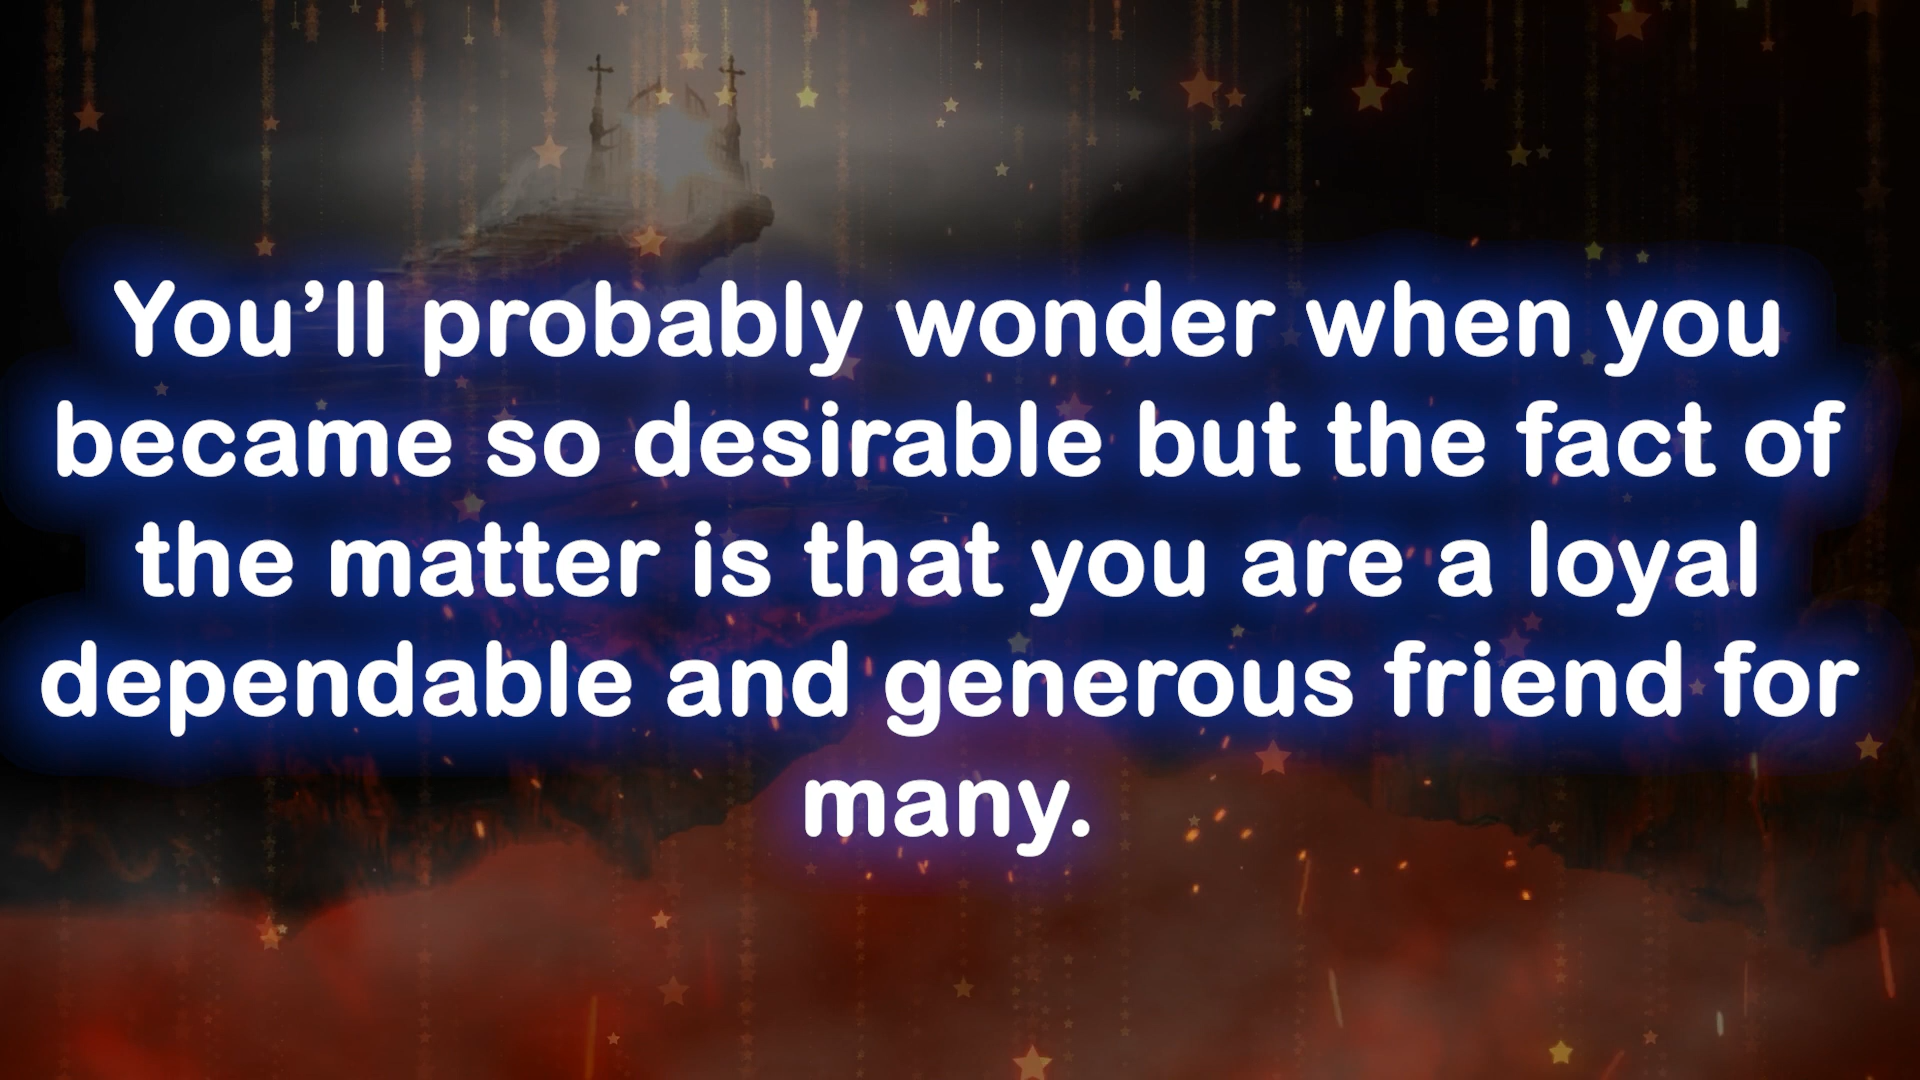 You’ll probably wonder when you
became so desirable but the fact of
the matter is that you are a loyal
dependable and generous friend for
many.